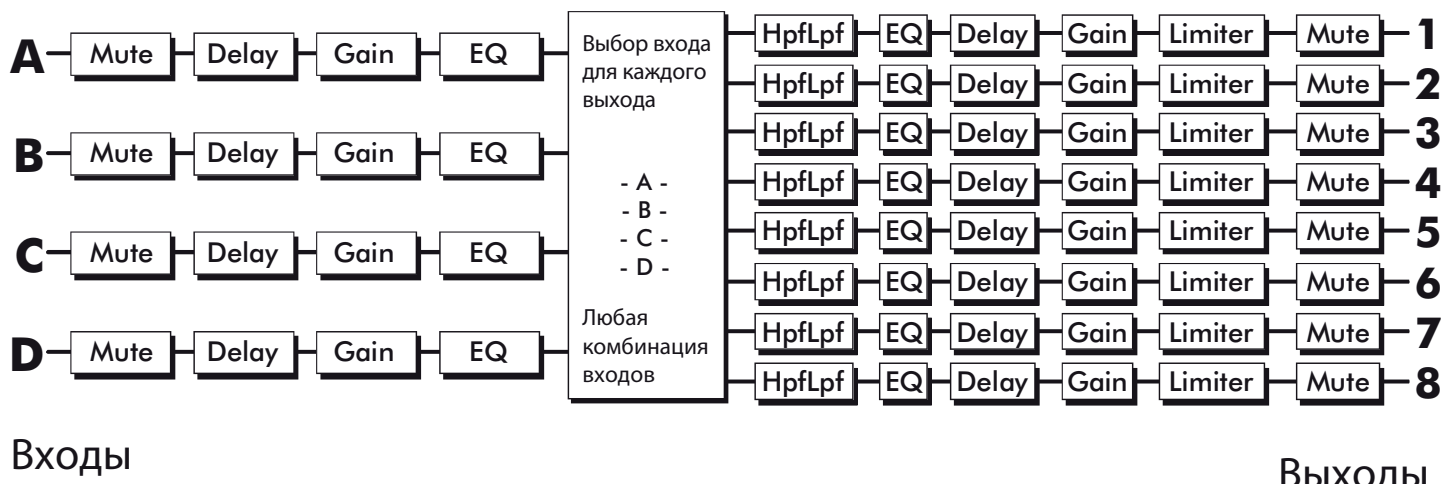 A Mute Delay Gain EQ
B Mute Delay Gain EQ
C Mute Delay Gain EQ
D Mute Delay Gain EQ
Выбор входа
для каждого
выхода
- A -
- B -
- C -
- D -
Любая
комбинация
входов
HpfLpf EQ Delay Gain Limiter Mute 1
HpfLpf EQ Delay Gain Limiter Mute 2
HpfLpf EQ Delay Gain Limiter Mute 3
HpfLpf EQ Delay Gain Limiter Mute 4
HpfLpf EQ Delay Gain Limiter Mute 5
HpfLpf EQ Delay Gain Limiter Mute 6
HpfLpf EQ Delay Gain Limiter Mute 7
HpfLpf EQ Delay Gain Limiter Mute 8
Входы
Выходы